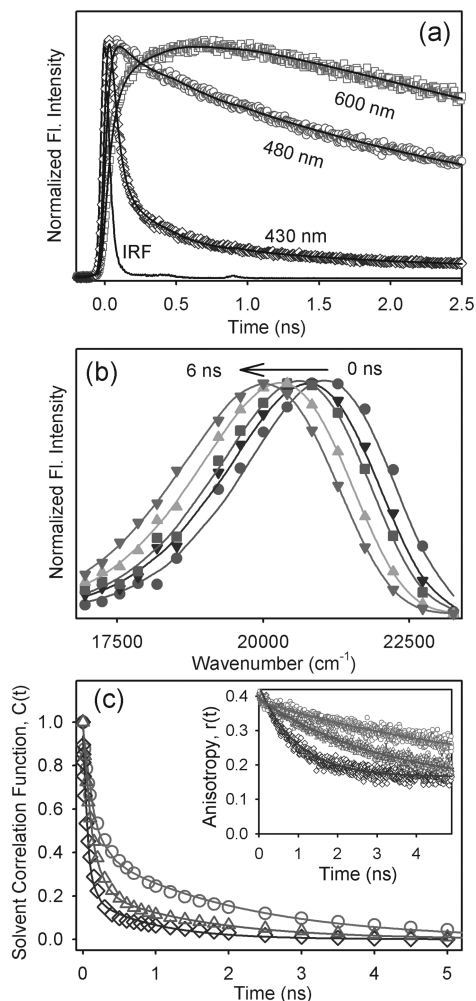 (a)
Normalized Fl. Intensity
600 nm
480 nm
430 nm
IRF
0.0 0.5 1.0 1.5 2.0 2.5
Time (ns)
(b)
6 ns
0 ns
Normalized Fl. Intensity
17500 20000 22500
Wavenumber (cm⁻¹)
(c)
Solvent Correlation Function, C(t)
1.0
0.8
0.6
0.4
0.2
0.0
0 1 2 3 4 5
Time (ns)
Anisotropy, r(t)
0.4
0.3
0.2
0.1
0.0
0 1 2 3 4
Time (ns)